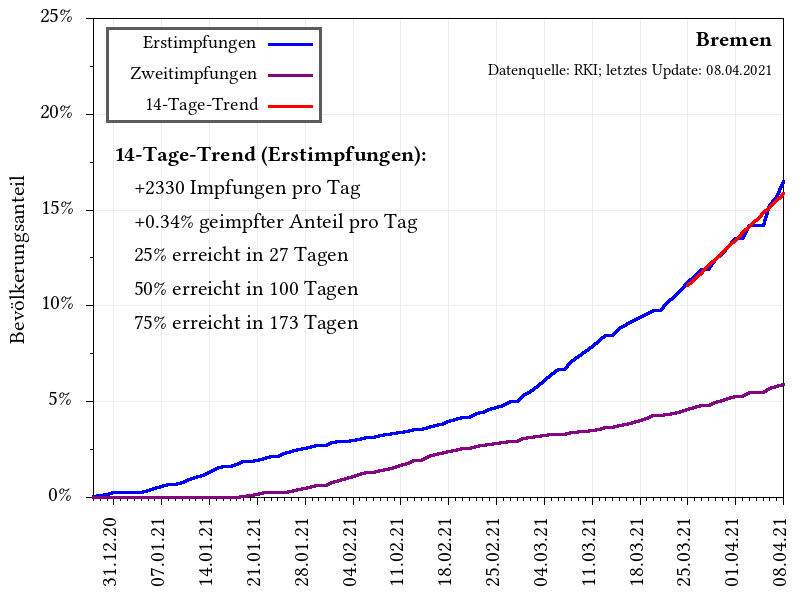 25%
20%
15%
10%
5%
0%
Bevölkerungsanteil
Erstimpfungen
Zweitimpfungen
14-Tage-Trend
Bremen
Datenquelle: RKI; letztes Update: 08.04.2021
14-Tage-Trend (Erstimpfungen):
+2330 Impfungen pro Tag
+0.34% geimpfter Anteil pro Tag
25% erreicht in 27 Tagen
50% erreicht in 100 Tagen
75% erreicht in 173 Tagen
31.12.20
07.01.21
14.01.21
21.01.21
28.01.21
04.02.21
11.02.21
18.02.21
25.02.21
04.03.21
11.03.21
18.03.21
25.03.21
01.04.21
08.04.21